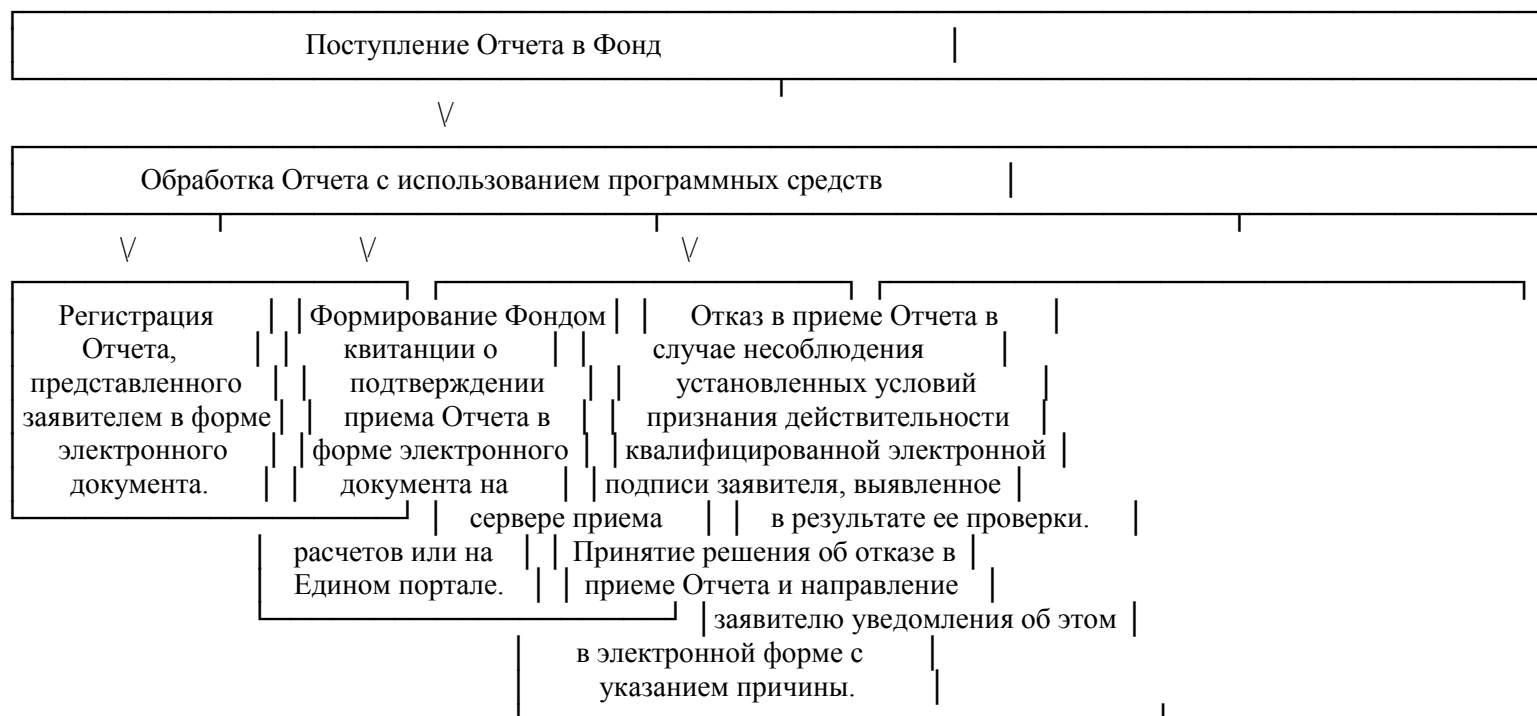 Поступление Отчета в Фонд
Обработка Отчета с использованием программных средств
Регистрация
Отчета,
представленного
заявителем в форме
электронного
документа.
Формирование Фондом
квитанции о
подтверждении
приема Отчета в
форме электронного
документа на
сервере приема
расчетов или на
Едином портале.
Отказ в приеме Отчета в
случае несоблюдения
установленных условий
признания действительности
квалифицированной электронной
подписи заявителя, выявленное
в результате ее проверки.
Принятие решения об отказе в
приеме Отчета и направление
заявителю уведомления об этом
в электронной форме с
указанием причины.